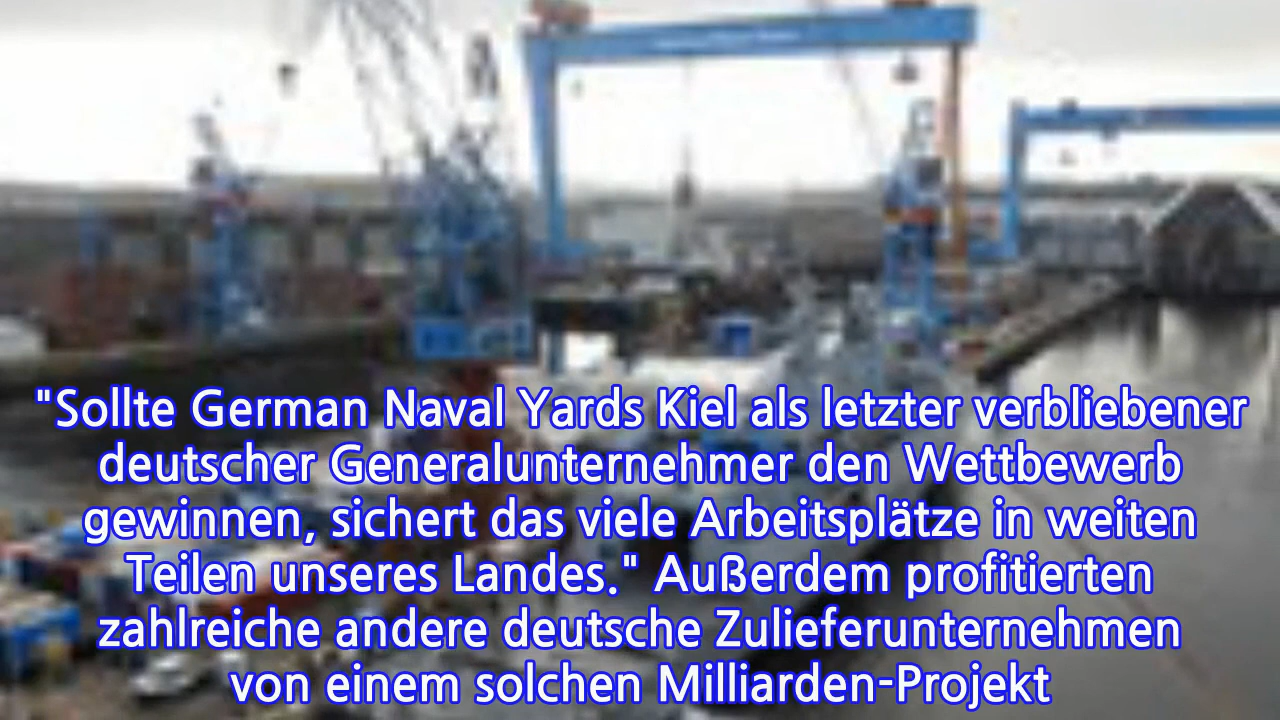 "Sollte German Naval Yards Kiel als letzter verbliebener
deutscher Generalunternehmer den Wettbewerb
gewinnen, sichert das viele Arbeitsplätze in weiten
Teilen unseres Landes." Außerdem profitierten
zahlreiche andere deutsche Zulieferunternehmen
von einem solchen Milliarden-Projekt